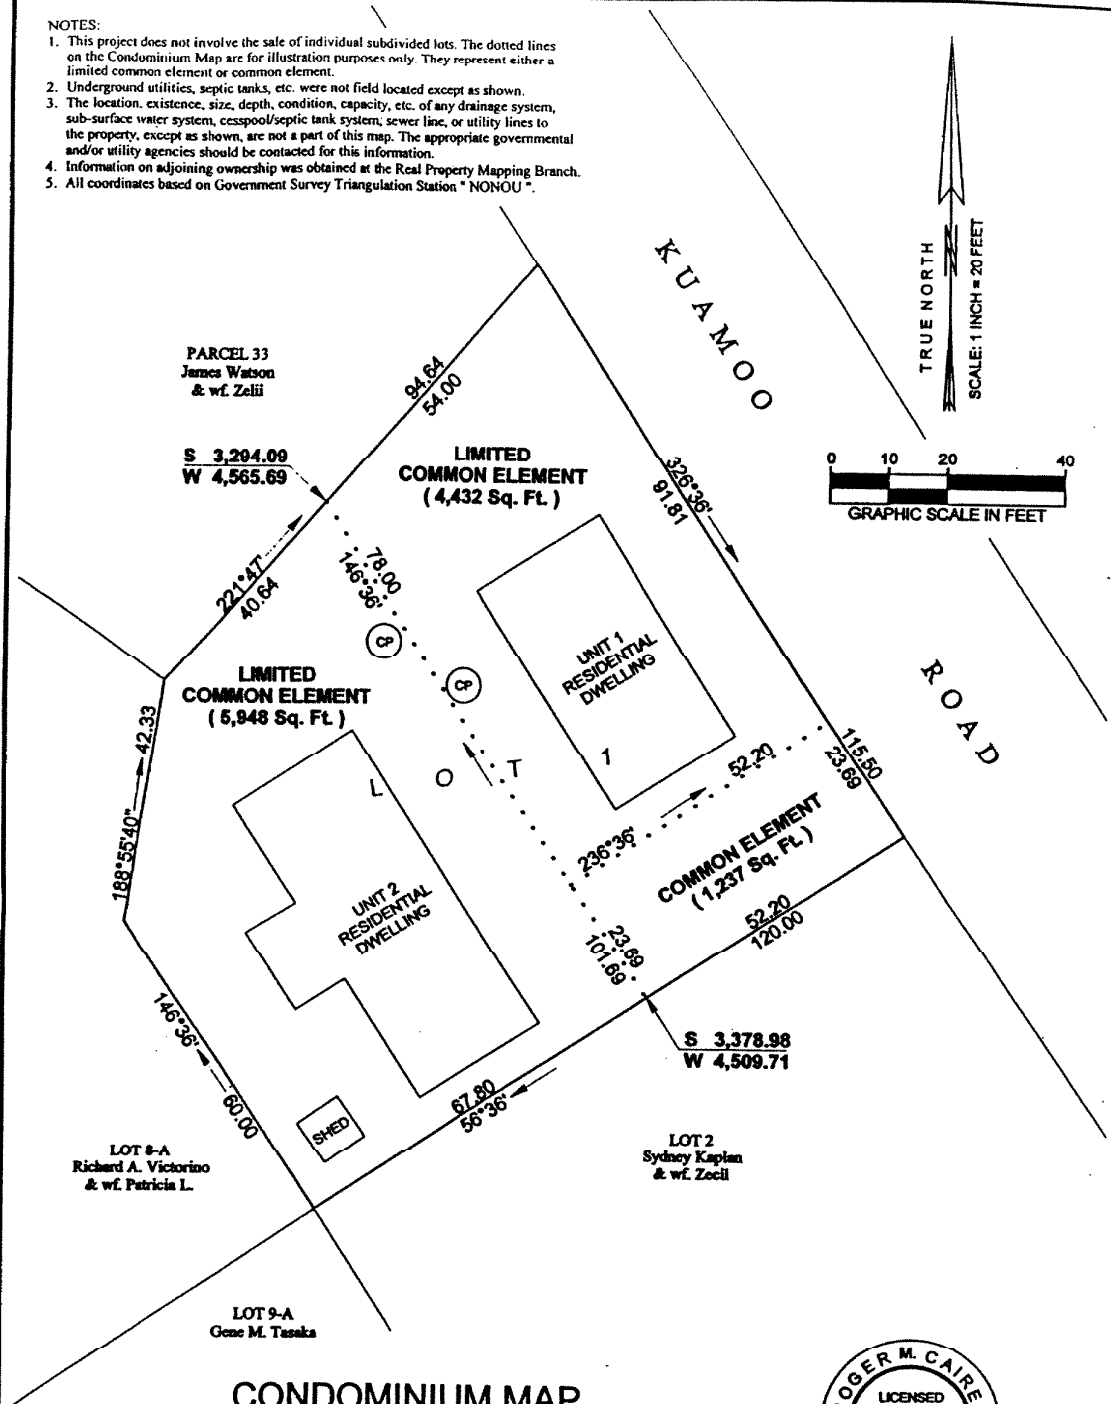 NOTES:
1. This project does not involve the sale of individual subdivided lots. The dotted lines
on the Condominium Map are for illustration purposes only. They represent either a
limited common element or common element.
2. Underground utilities, septic tanks, etc. were not field located except as shown.
3. The location, existence, size, depth, condition, capacity, etc. of any drainage system,
sub-surface water system, cesspool/septic tank system, sewer line, or utility lines to
the property, except as shown, are not a part of this map. The appropriate governmental
and/or utility agencies should be contacted for this information.
4. Information on adjoining ownership was obtained at the Real Property Mapping Branch.
5. All coordinates based on Government Survey Triangulation Station " NONOU ".
KUAMOO
ROAD
TRUE NORTH
N
SCALE: 1 INCH = 20 FEET
0 10 20 40
GRAPHIC SCALE IN FEET
PARCEL 33
James Watson
& wf. Zelii
94.64
54.00
S 3,294.09
W 4,565.69
LIMITED
COMMON ELEMENT
( 4,432 Sq. Ft. )
326°36'
91.81
221°47'
40.64
78.00
146°36'
CP
CP
UNIT 1
RESIDENTIAL
DWELLING
LIMITED
COMMON ELEMENT
( 5,948 Sq. Ft. )
42.33
188°55'40"
L O T 1
52.20
236°36'
115.50
23.69
COMMON ELEMENT
( 1,237 Sq. Ft. )
UNIT 2
RESIDENTIAL
DWELLING
52.20
120.00
23.69
101.69
146°36'
60.00
S 3,378.98
W 4,509.71
67.80
56°36'
SHED
LOT 8-A
Richard A. Victorino
& wf. Patricia L.
LOT 2
Sydney Kaplan
& wf. Zecil
LOT 9-A
Gene M. Tasaka
CONDOMINIUM MAP
OGER M. CAIRE
LICENSED